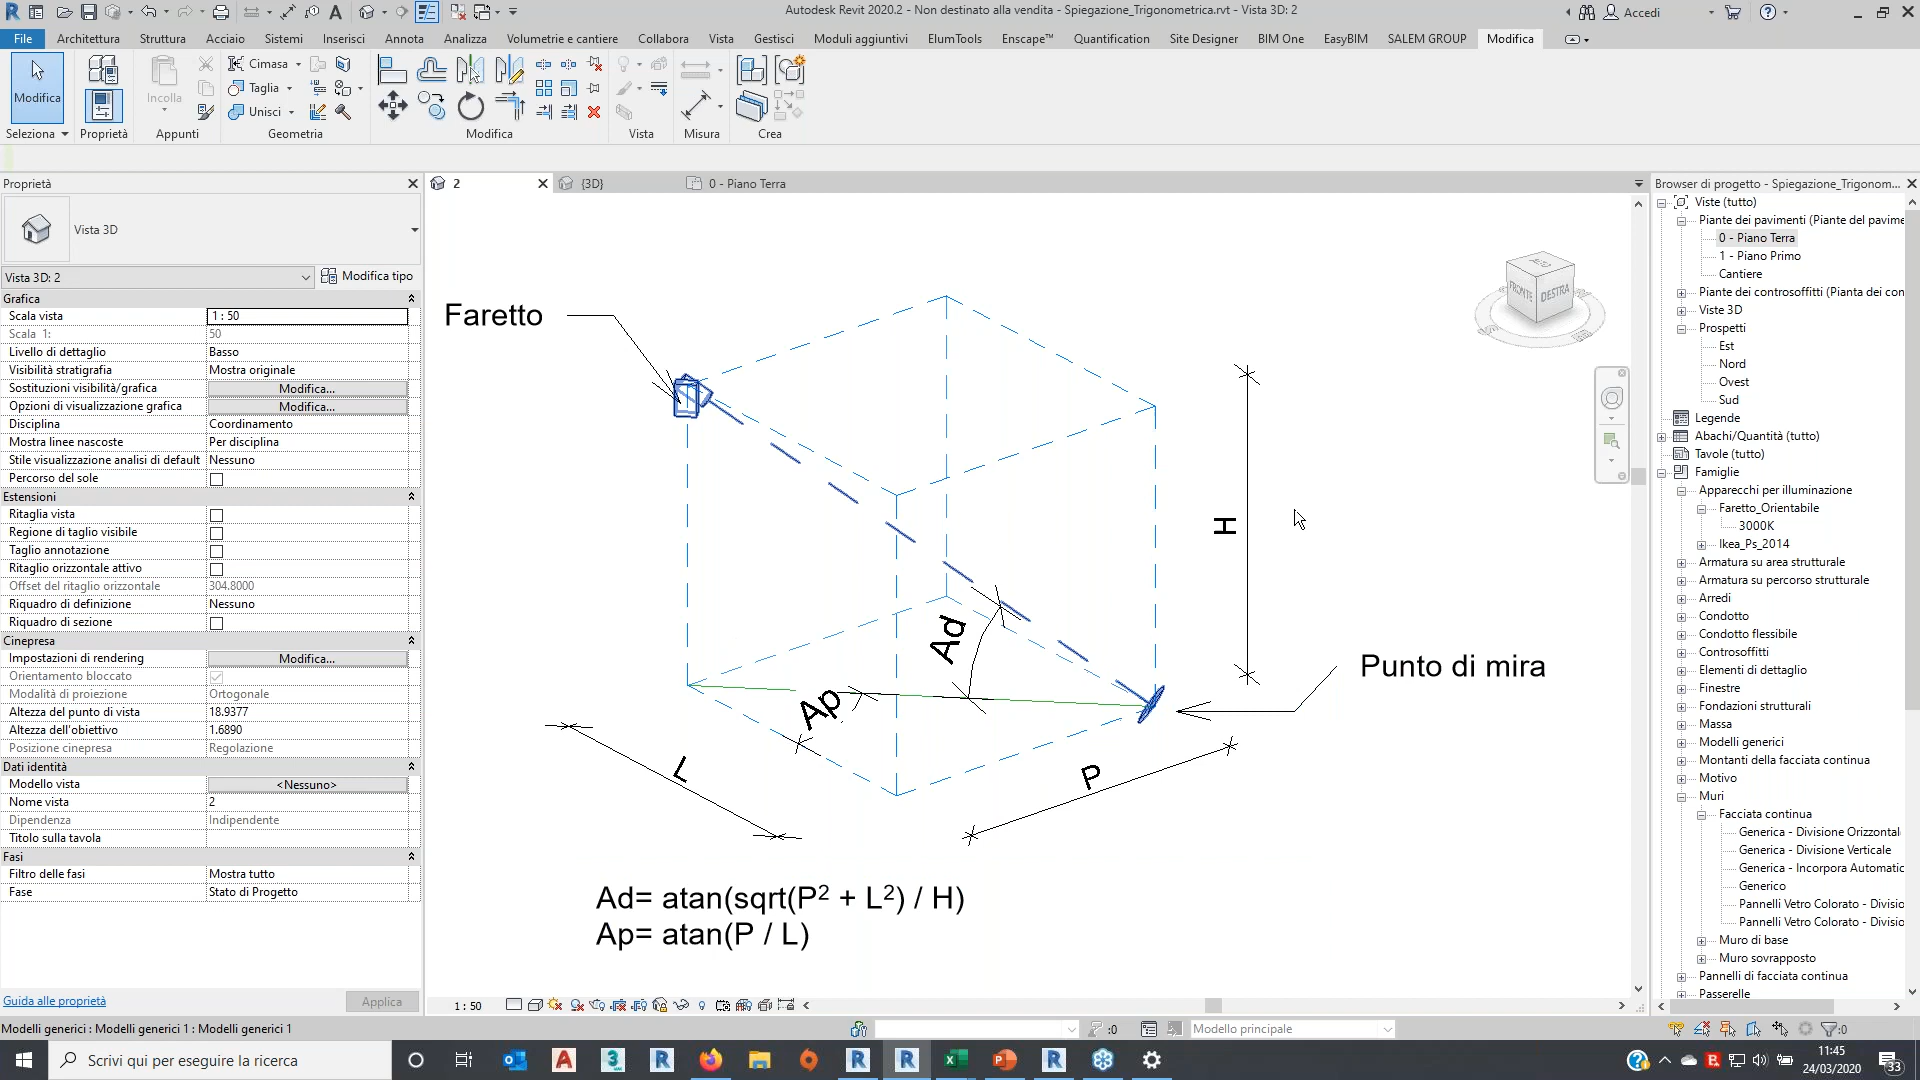 Autodesk Revit 2020.2 - Non destinato alla vendita - Spiegazione_Trigonometrica.rvt - Vista 3D: 2
Accedi
File Architettura Struttura Acciaio Sistemi Inserisci Annota Analizza Volumetrie e cantiere Collabora Vista Gestisci Moduli aggiuntivi ElumTools Enscape™ Quantification Site Designer BIM One EasyBIM SALEM GROUP Modifica
Modifica
Incolla
Cimasa
Taglia
Unisci
Seleziona Proprietà Appunti Geometria Modifica Vista Misura Crea
Proprietà
2
{3D}
0 - Piano Terra
Browser di progetto - Spiegazione_Trigonom...
Vista 3D
Vista 3D: 2
Modifica tipo
Grafica
Scala vista 1 : 50
Scala 1: 50
Livello di dettaglio Basso
Visibilità stratigrafia Mostra originale
Sostituzioni visibilità/grafica Modifica...
Opzioni di visualizzazione grafica Modifica...
Disciplina Coordinamento
Mostra linee nascoste Per disciplina
Stile visualizzazione analisi di default Nessuno
Percorso del sole
Estensioni
Ritaglia vista
Regione di taglio visibile
Taglio annotazione
Ritaglio orizzontale attivo
Offset del ritaglio orizzontale 304.8000
Riquadro di definizione Nessuno
Riquadro di sezione
Cinepresa
Impostazioni di rendering Modifica...
Orientamento bloccato
Modalità di proiezione Ortogonale
Altezza del punto di vista 18.9377
Altezza dell'obiettivo 1.6890
Posizione cinepresa Regolazione
Dati identità
Modello vista <Nessuno>
Nome vista 2
Dipendenza Indipendente
Titolo sulla tavola
Fasi
Filtro delle fasi Mostra tutto
Fase Stato di Progetto
Guida alle proprietà
Applica
Faretto
ALTO
FRONTE
DESTRA
H
Ad
Punto di mira
Ap
L
P
Ad= atan(sqrt(P² + L²) / H)
Ap= atan(P / L)
1 : 50
Viste (tutto)
Piante dei pavimenti (Piante del pavime
0 - Piano Terra
1 - Piano Primo
Cantiere
Piante dei controsoffitti (Pianta dei con
Viste 3D
Prospetti
Est
Nord
Ovest
Sud
Legende
Abachi/Quantità (tutto)
Tavole (tutto)
Famiglie
Apparecchi per illuminazione
Faretto_Orientabile
3000K
Ikea_Ps_2014
Armatura su area strutturale
Armatura su percorso strutturale
Arredi
Condotto
Condotto flessibile
Controsoffitti
Elementi di dettaglio
Finestre
Fondazioni strutturali
Massa
Modelli generici
Montanti della facciata continua
Motivo
Muri
Facciata continua
Generica - Divisione Orizzontal
Generica - Divisione Verticale
Generica - Incorpora Automatic
Generico
Pannelli Vetro Colorato - Divisio
Pannelli Vetro Colorato - Divisio
Muro di base
Muro sovrapposto
Pannelli di facciata continua
Passerelle
Modelli generici : Modelli generici 1 : Modelli generici 1
:0
Modello principale
:0
Scrivi qui per eseguire la ricerca
11:45
24/03/2020
33